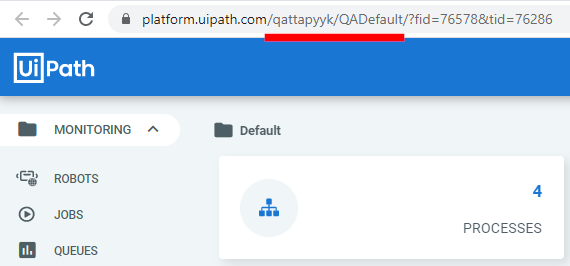 platform.uipath.com/qattapyyk/QADefault/?fid=76578&tid=76286
UiPath
MONITORING
Default
ROBOTS
4
JOBS
PROCESSES
QUEUES